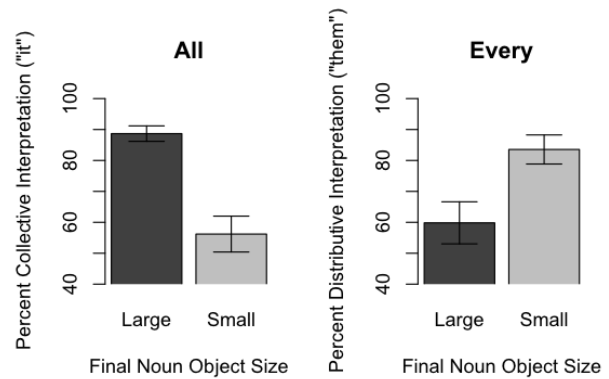 All
Percent Collective Interpretation ("it")
100
80
60
40
Large Small
Final Noun Object Size
Every
Percent Distributive Interpretation ("them")
100
80
60
40
Large Small
Final Noun Object Size